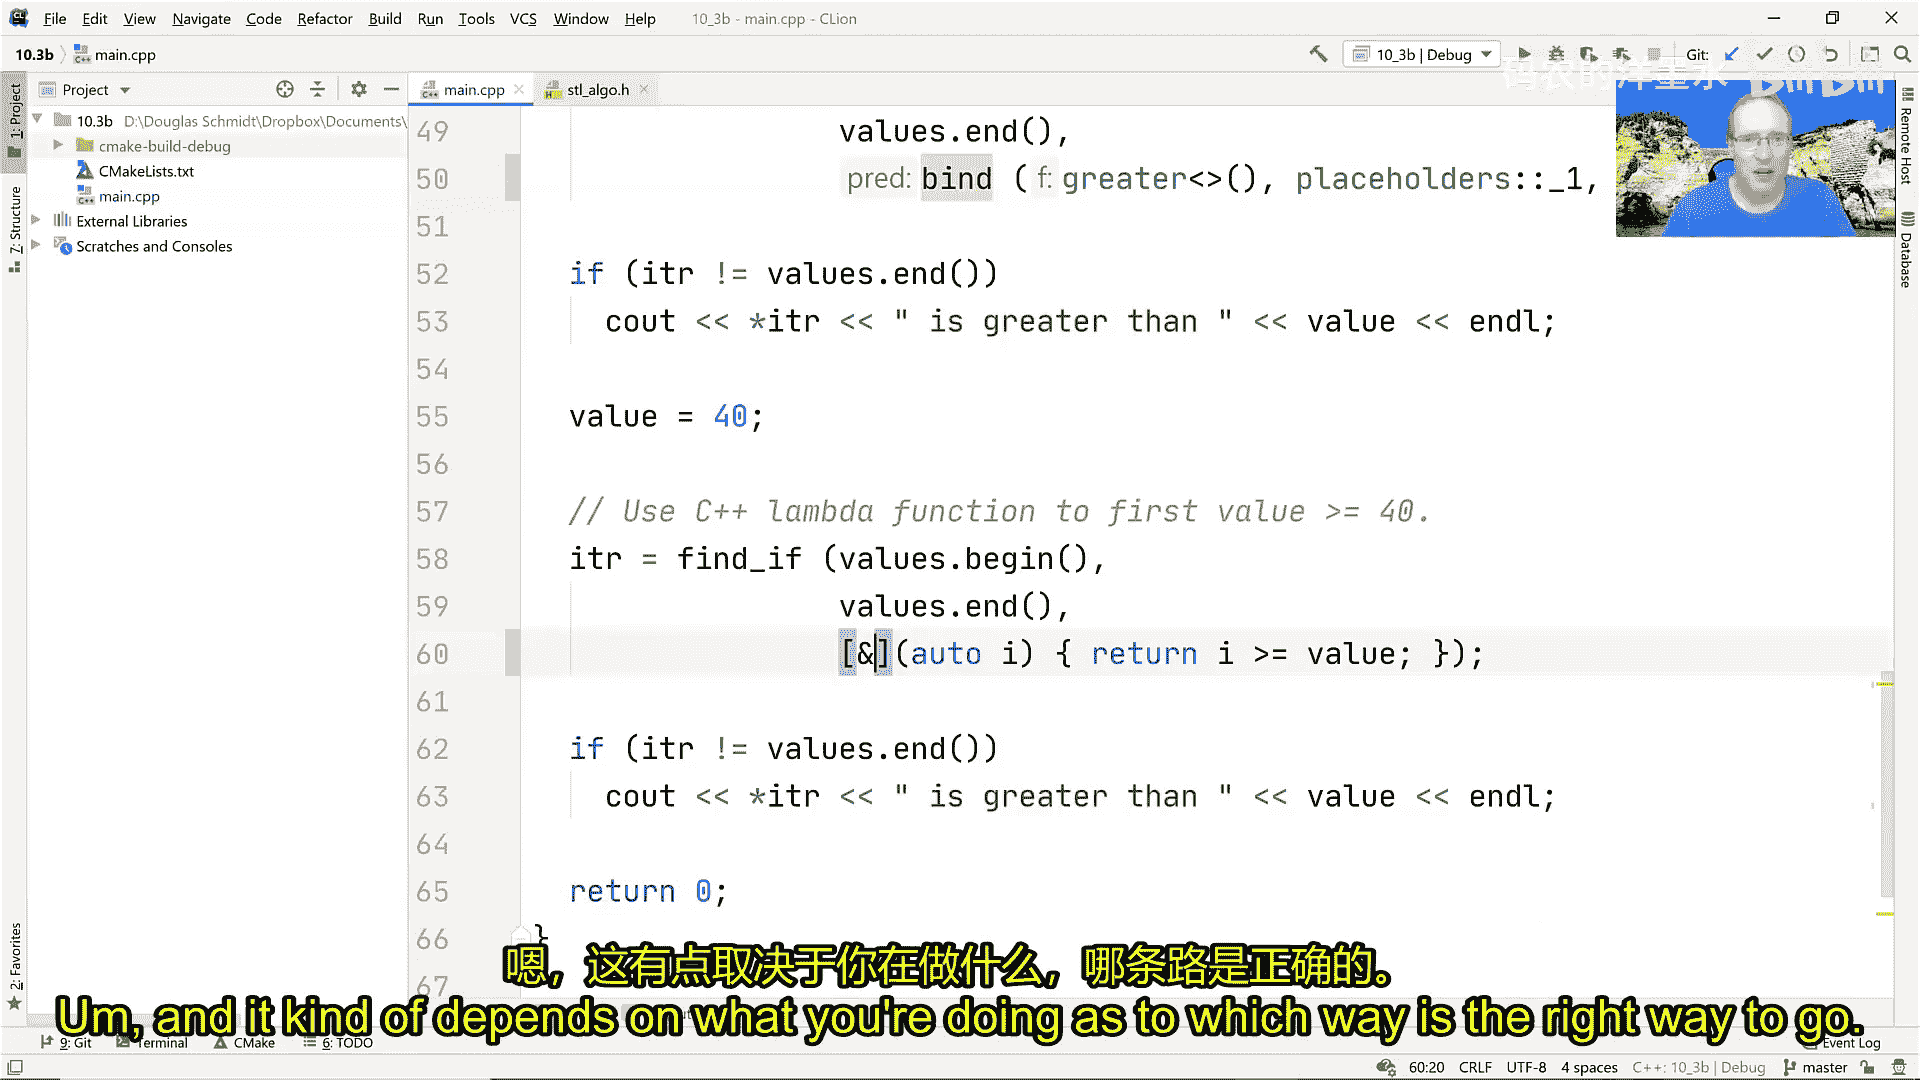 File Edit View Navigate Code Refactor Build Run Tools VCS Window Help 10_3b - main.cpp - CLion
10.3b main.cpp 10_3b | Debug Git:
码农的洋垦水
Project
main.cpp stl_algo.h
1: Project
10.3b D:\Douglas Schmidt\Dropbox\Documents\
cmake-build-debug
CMakeLists.txt
main.cpp
External Libraries
Scratches and Consoles
Z: Structure
2: Favorites
Remote Host
Database
49 values.end(),
50 pred: bind ( f: greater<>(), placeholders::_1,
51
52 if (itr != values.end())
53 cout << *itr << " is greater than " << value << endl;
54
55 value = 40;
56
57 // Use C++ lambda function to first value >= 40.
58 itr = find_if (values.begin(),
59 values.end(),
60 [&](auto i) { return i >= value; });
61
62 if (itr != values.end())
63 cout << *itr << " is greater than " << value << endl;
64
65 return 0;
66 }
67
嗯，这有点取决于你在做什么，哪条路是正确的。
Um, and it kind of depends on what you're doing as to which way is the right way to go.
9: Git Terminal CMake 6: TODO Event Log
60:20 CRLF UTF-8 4 spaces C++: 10_3b | Debug master